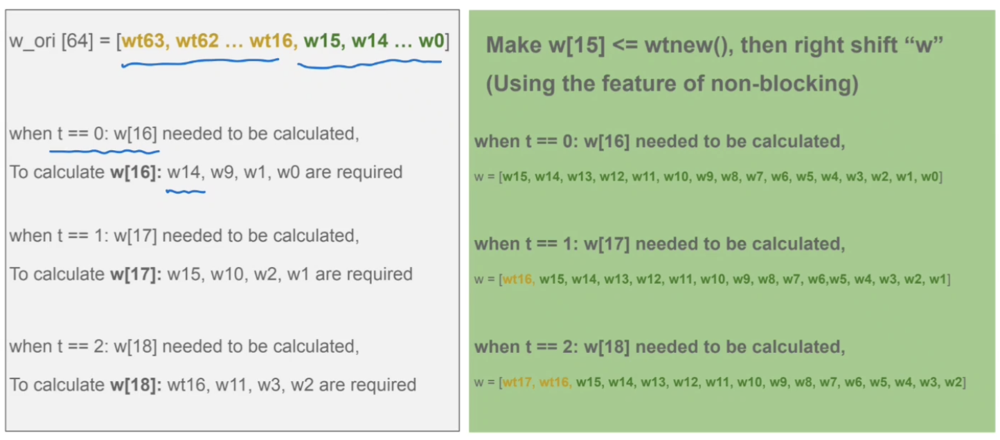 w_ori [64] = [wt63, wt62 ... wt16, w15, w14 ... w0]
when t == 0: w[16] needed to be calculated,
To calculate w[16]: w14, w9, w1, w0 are required
when t == 1: w[17] needed to be calculated,
To calculate w[17]: w15, w10, w2, w1 are required
when t == 2: w[18] needed to be calculated,
To calculate w[18]: wt16, w11, w3, w2 are required
Make w[15] <= wtnew(), then right shift “w”
(Using the feature of non-blocking)
when t == 0: w[16] needed to be calculated,
w = [w15, w14, w13, w12, w11, w10, w9, w8, w7, w6, w5, w4, w3, w2, w1, w0]
when t == 1: w[17] needed to be calculated,
w = [wt16, w15, w14, w13, w12, w11, w10, w9, w8, w7, w6,w5, w4, w3, w2, w1]
when t == 2: w[18] needed to be calculated,
w = [wt17, wt16, w15, w14, w13, w12, w11, w10, w9, w8, w7, w6, w5, w4, w3, w2]